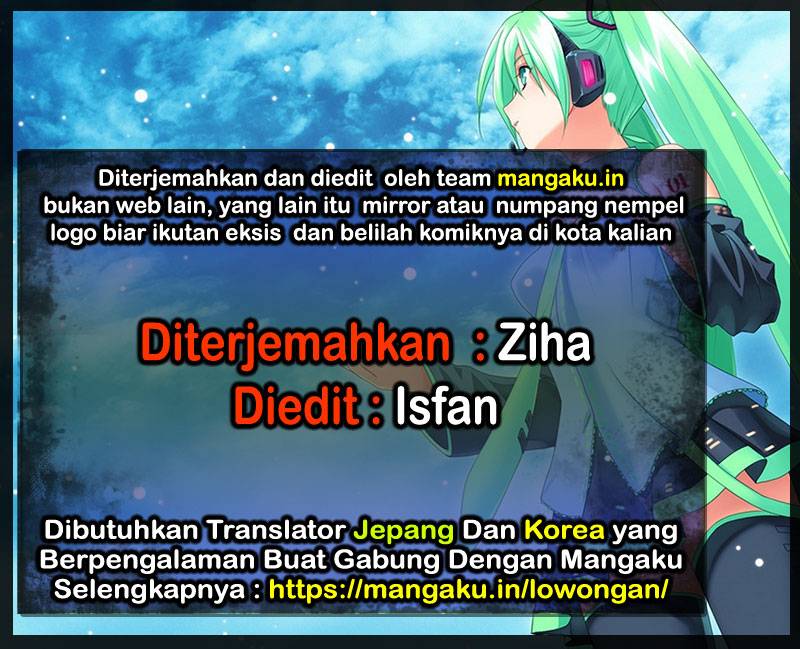 Diterjemahkan dan diedit oleh team mangaku.in
bukan web lain, yang lain itu mirror atau numpang nempel
logo biar ikutan eksis dan belilah komiknya di kota kalian
01
Diterjemahkan : Ziha
Diedit : Isfan
Dibutuhkan Translator Jepang Dan Korea yang
Berpengalaman Buat Gabung Dengan Mangaku
Selengkapnya : https://mangaku.in/lowongan/